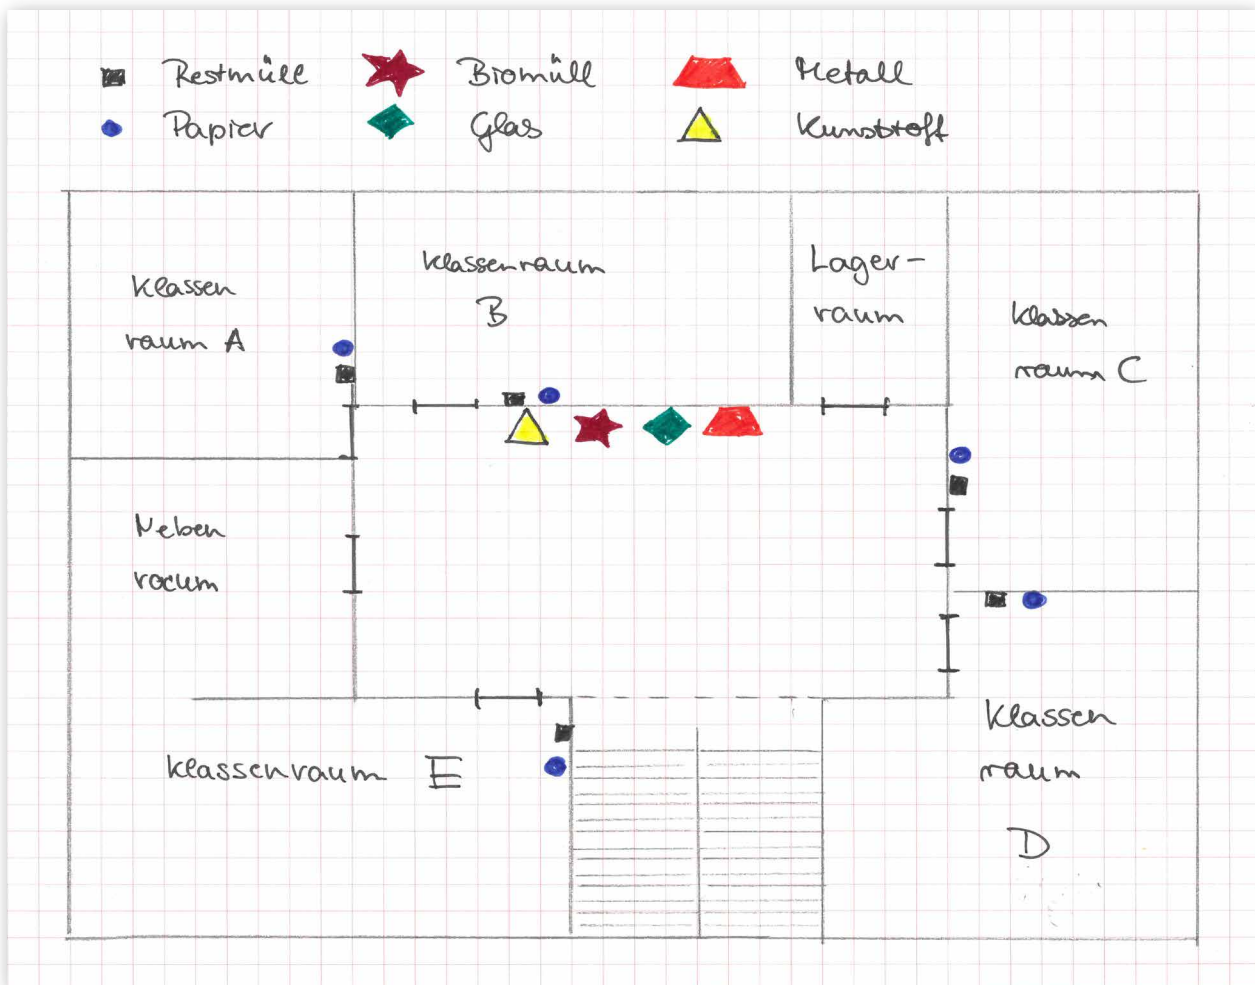 Restmüll
Biomüll
Metall
Papier
Glas
Kunststoff
Klassen
raum A
Klassenraum
B
Lager-
raum
Klassen
raum C
Neben
raum
Klassenraum E
Klassen
raum
D